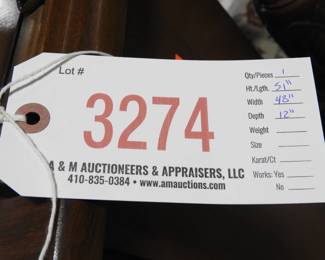 Lot #
3274
A & M AUCTIONEERS & APPRAISERS, LLC
410-835-0384 • www.amauctions.com
Qty/Pieces 1
Ht./Lgth. 51"
Width 48"
Depth 12"
Weight
Size
Karat/Ct
Works: Yes
No